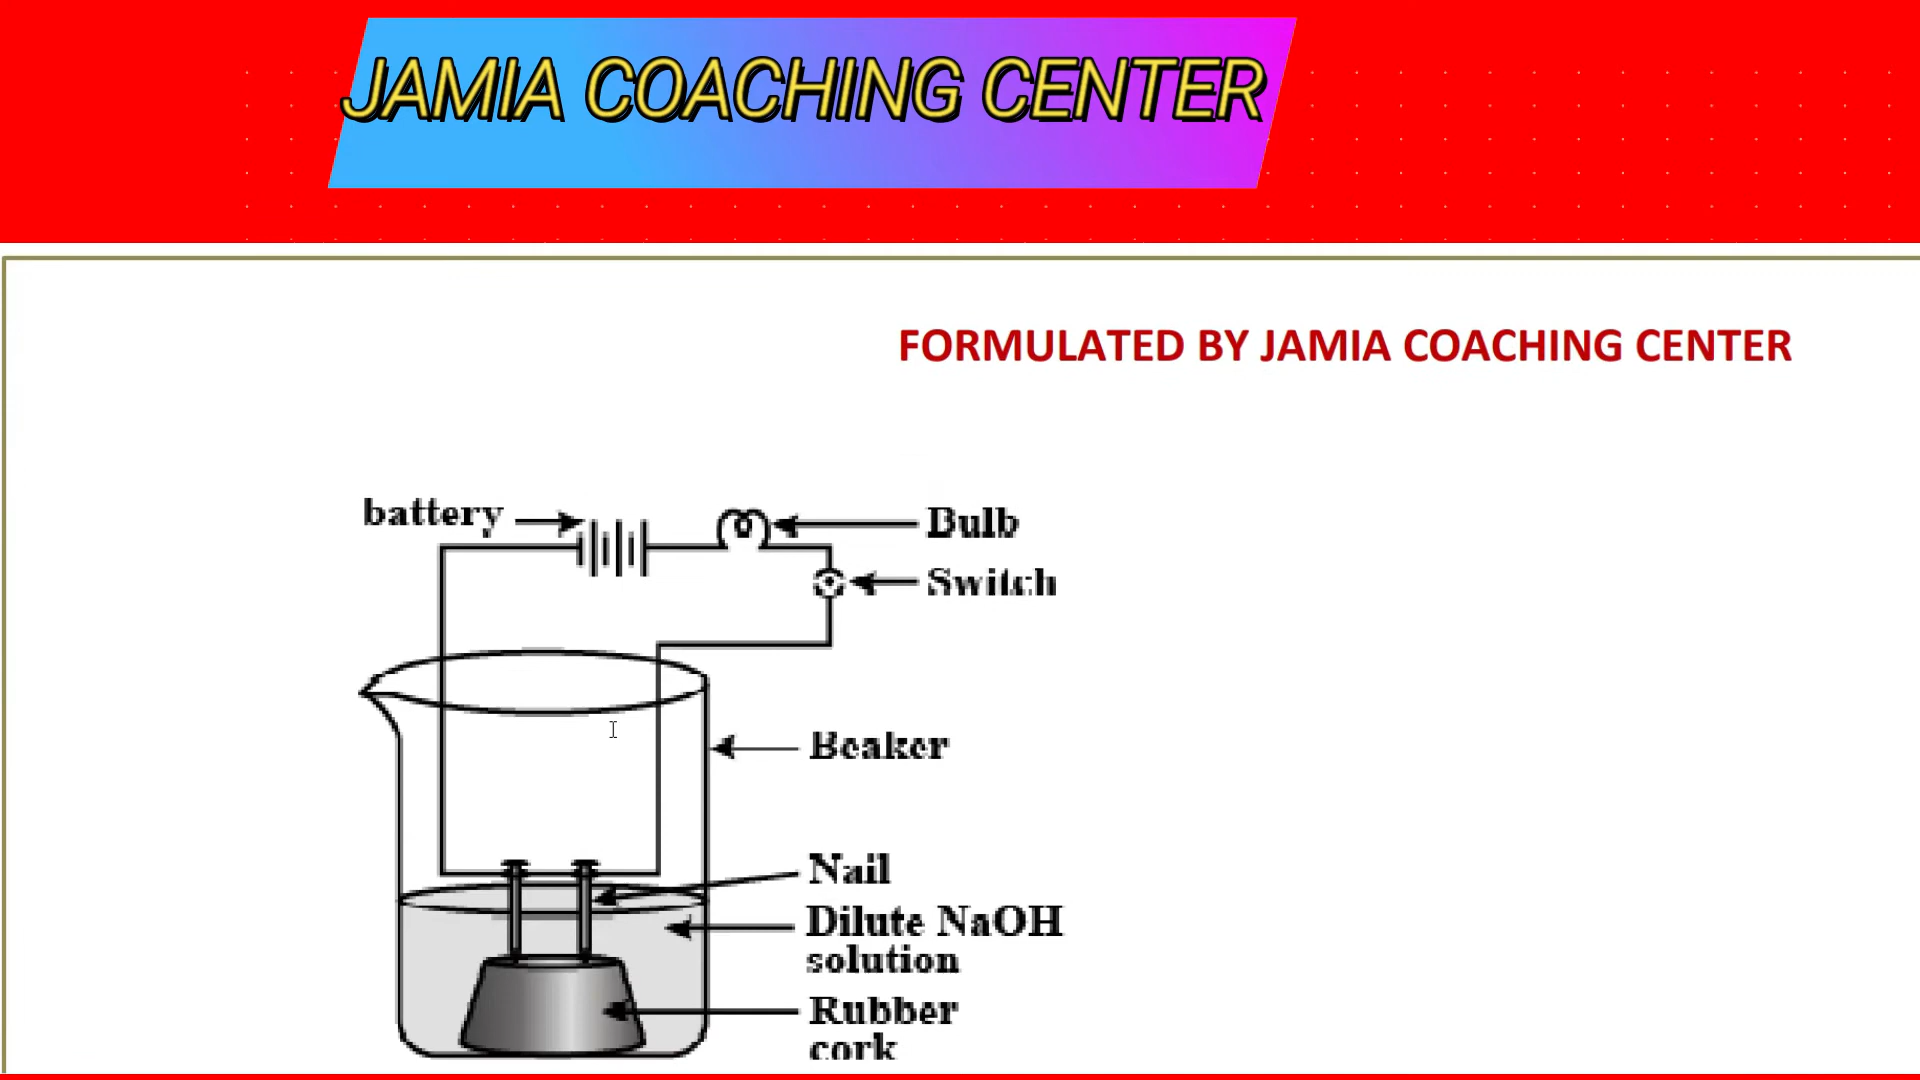 JAMIA COACHING CENTER
FORMULATED BY JAMIA COACHING CENTER
battery
Bulb
Switch
Beaker
Nail
Dilute NaOH
solution
Rubber
cork